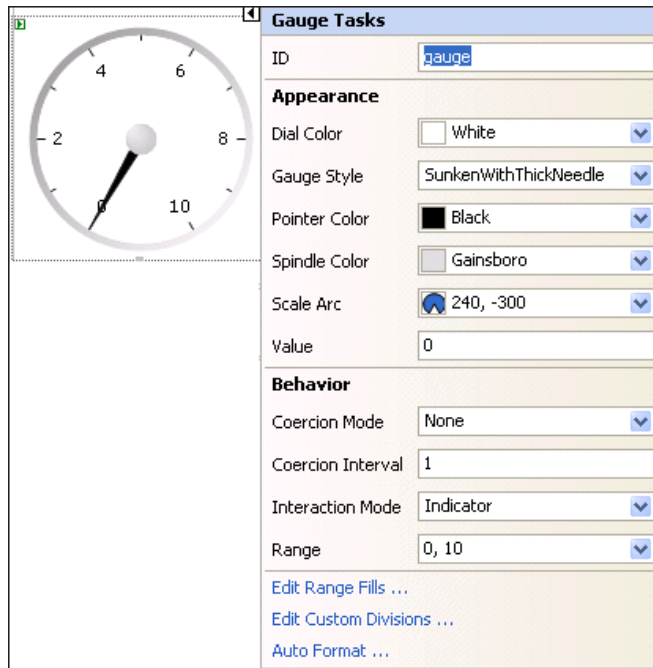 4 6
2 8
0 10
Gauge Tasks
ID gauge
Appearance
Dial Color White
Gauge Style SunkenWithThickNeedle
Pointer Color Black
Spindle Color Gainsboro
Scale Arc 240, -300
Value 0
Behavior
Coercion Mode None
Coercion Interval 1
Interaction Mode Indicator
Range 0, 10
Edit Range Fills ...
Edit Custom Divisions ...
Auto Format ...